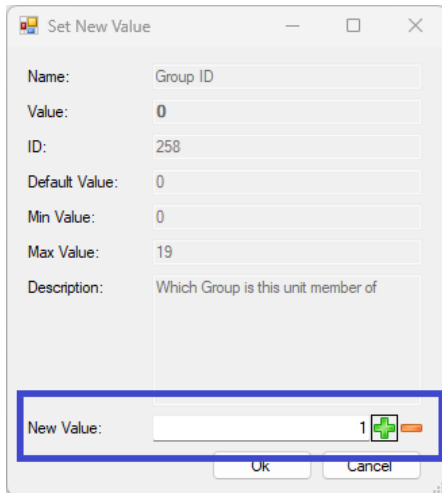 Set New Value
Name: Group ID
Value: 0
ID: 258
Default Value: 0
Min Value: 0
Max Value: 19
Description: Which Group is this unit member of
New Value: 1
Ok Cancel